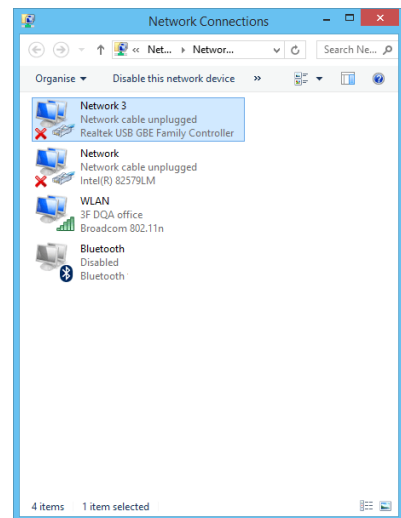 Network Connections
« Net... Networ...
Search Ne...
Organise Disable this network device »
Network 3
Network cable unplugged
Realtek USB GBE Family Controller
Network
Network cable unplugged
Intel(R) 82579LM
WLAN
3F DQA office
Broadcom 802.11n
Bluetooth
Disabled
Bluetooth
4 items 1 item selected